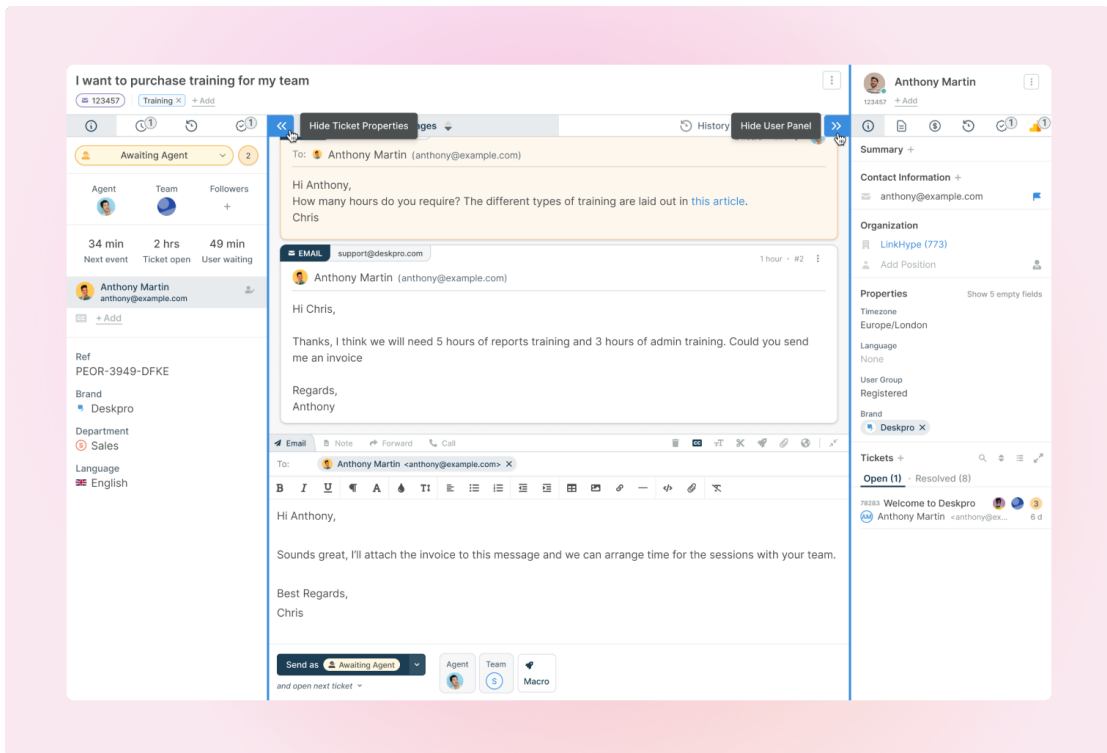 I want to purchase training for my team
123457
Training × + Add
1
1
Awaiting Agent
2
Agent Team Followers
34 min 2 hrs 49 min
Next event Ticket open User waiting
Anthony Martin
anthony@example.com
CC + Add
Ref
PEOR-3949-DFKE
Brand
Deskpro
Department
Sales
Language
English
Hide Ticket Properties
History
Hide User Panel
To: Anthony Martin (anthony@example.com)
Hi Anthony,
How many hours do you require? The different types of training are laid out in this article.
Chris
EMAIL support@deskpro.com
1 hour · #2
Anthony Martin (anthony@example.com)
Hi Chris,
Thanks, I think we will need 5 hours of reports training and 3 hours of admin training. Could you send
me an invoice
Regards,
Anthony
Email Note Forward Call
To: Anthony Martin <anthony@example.com> ×
Hi Anthony,
Sounds great, I'll attach the invoice to this message and we can arrange time for the sessions with your team.
Best Regards,
Chris
Send as Awaiting Agent
and open next ticket
Agent
Team
S
Macro
Anthony Martin
123457 + Add
1
1
Summary +
Contact Information +
anthony@example.com
Organization
LinkHype (773)
Add Position
Properties Show 5 empty fields
Timezone
Europe/London
Language
None
User Group
Registered
Brand
Deskpro ×
Tickets +
Open (1) · Resolved (8)
78283 Welcome to Deskpro 3
AM Anthony Martin <anthony@ex... 6 d